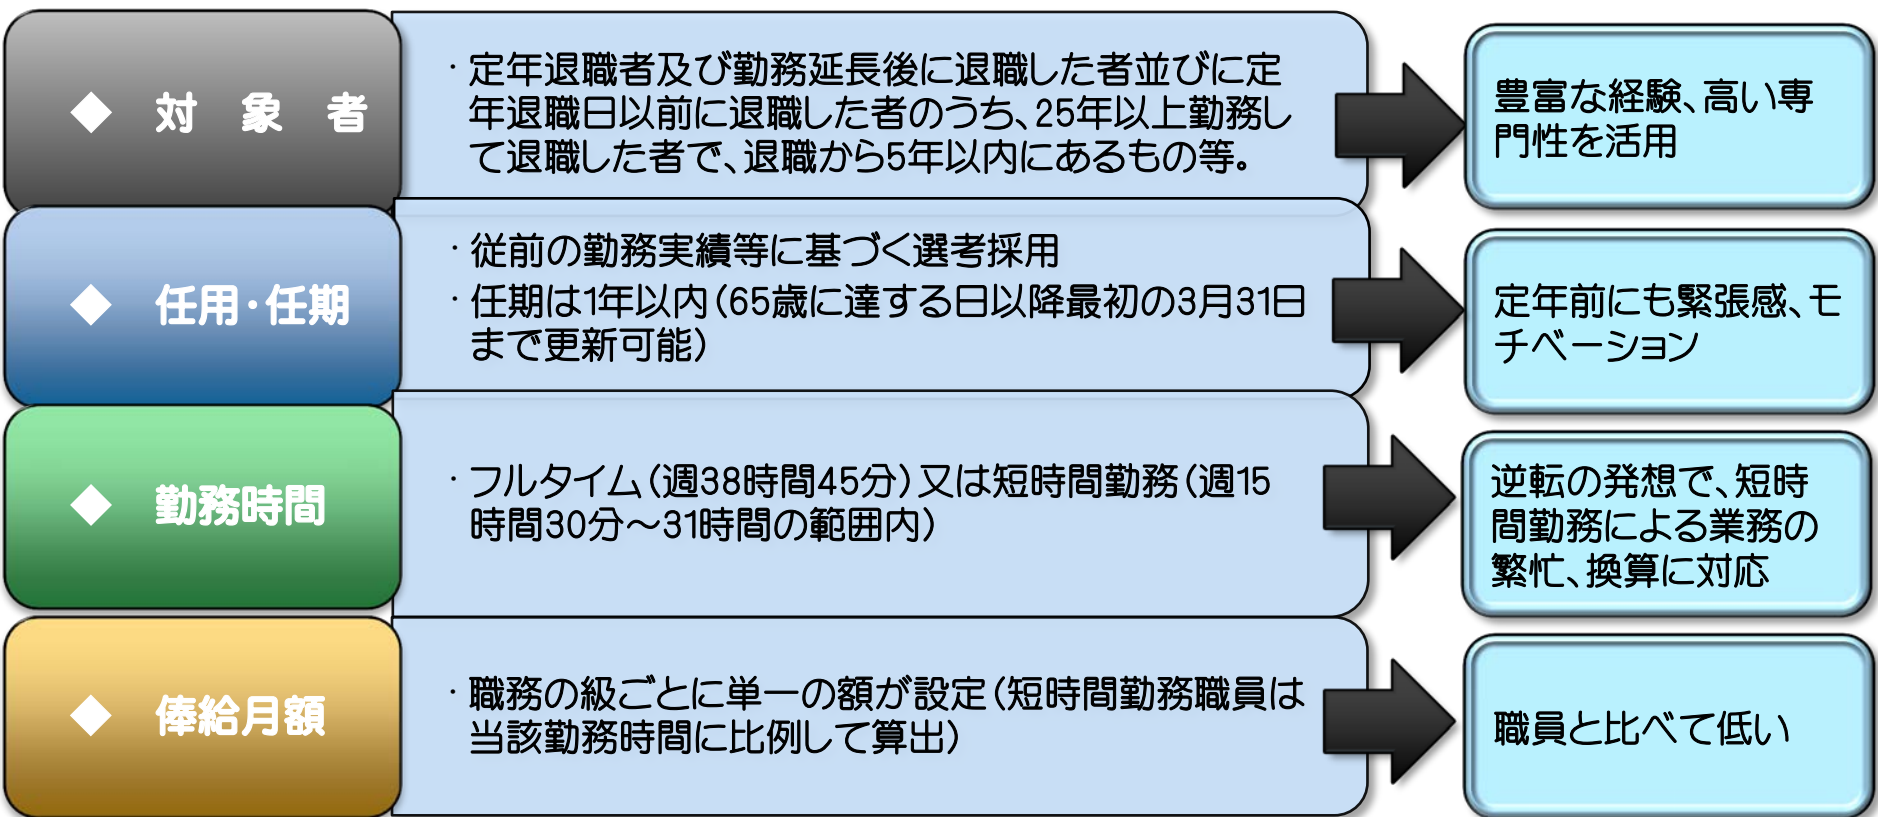 ◆ 対 象 者
・定年退職者及び勤務延長後に退職した者並びに定
年退職日以前に退職した者のうち、25年以上勤務し
て退職した者で、退職から5年以内にあるもの等。
豊富な経験、高い専
門性を活用
◆ 任用・任期
・従前の勤務実績等に基づく選考採用
・任期は1年以内（65歳に達する日以降最初の3月31日
まで更新可能）
定年前にも緊張感、モ
チベーション
◆ 勤務時間
・フルタイム（週38時間45分）又は短時間勤務（週15
時間30分～31時間の範囲内）
逆転の発想で、短時
間勤務による業務の
繁忙、換算に対応
◆ 俸給月額
・職務の級ごとに単一の額が設定（短時間勤務職員は
当該勤務時間に比例して算出）
職員と比べて低い